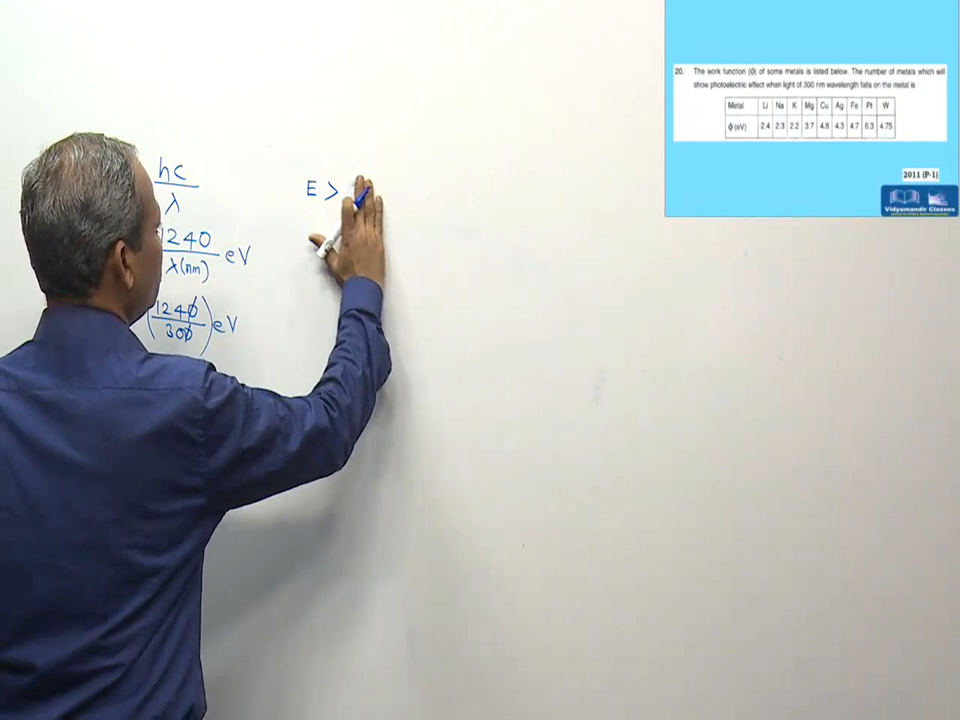 20. The work function (ϕ) of some metals is listed below. The number of metals which will
show photoelectric effect when light of 300 nm wavelength falls on the metal is
Metal Li Na K Mg Cu Ag Fe Pt W
ϕ (eV) 2.4 2.3 2.2 3.7 4.8 4.3 4.7 6.3 4.75
2011 (P-1)
Vidyamandir Classes
hc
λ
1240
λ(nm)
eV
(1240
300) eV
E >